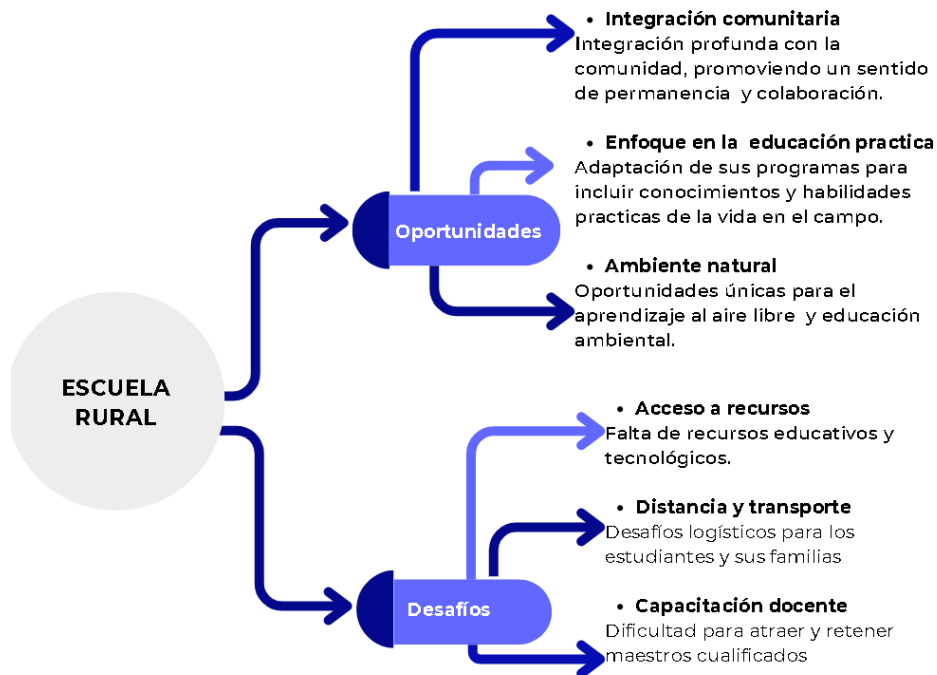 ESCUELA
RURAL
Oportunidades
• Integración comunitaria
Integración profunda con la
comunidad, promoviendo un sentido
de permanencia y colaboración.
• Enfoque en la educación practica
Adaptación de sus programas para
incluir conocimientos y habilidades
practicas de la vida en el campo.
• Ambiente natural
Oportunidades únicas para el
aprendizaje al aire libre y educación
ambiental.
Desafíos
• Acceso a recursos
Falta de recursos educativos y
tecnológicos.
• Distancia y transporte
Desafíos logísticos para los
estudiantes y sus familias
• Capacitación docente
Dificultad para atraer y retener
maestros cualificados